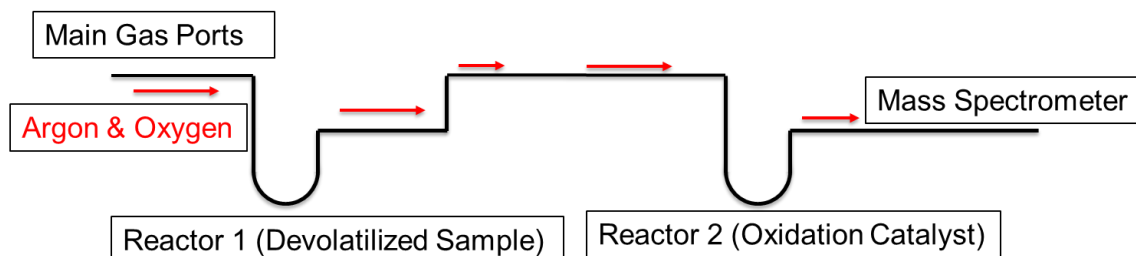 Main Gas Ports
Argon & Oxygen
Mass Spectrometer
Reactor 1 (Devolatilized Sample)
Reactor 2 (Oxidation Catalyst)